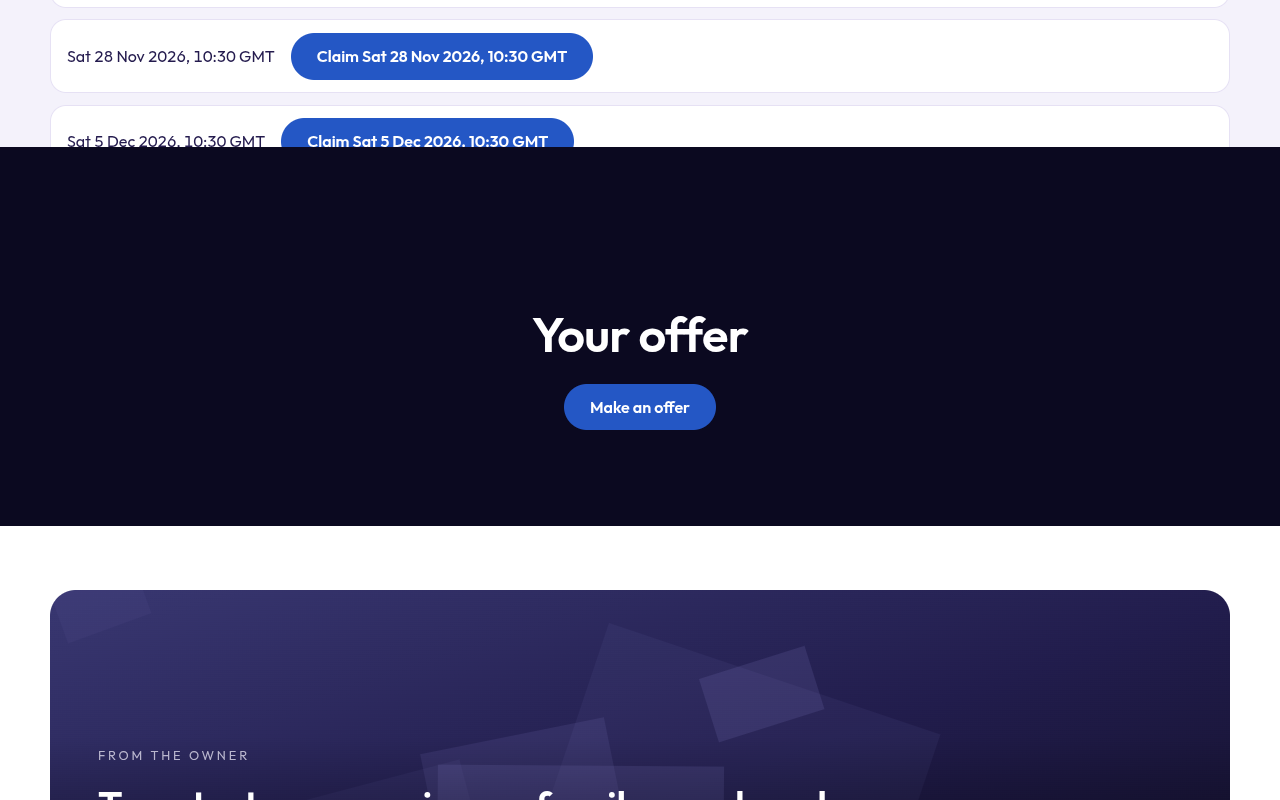 Sat 28 Nov 2026, 10:30 GMT
Claim Sat 28 Nov 2026, 10:30 GMT
Sat 5 Dec 2026, 10:30 GMT
Claim Sat 5 Dec 2026, 10:30 GMT
Your offer
Make an offer
FROM THE OWNER